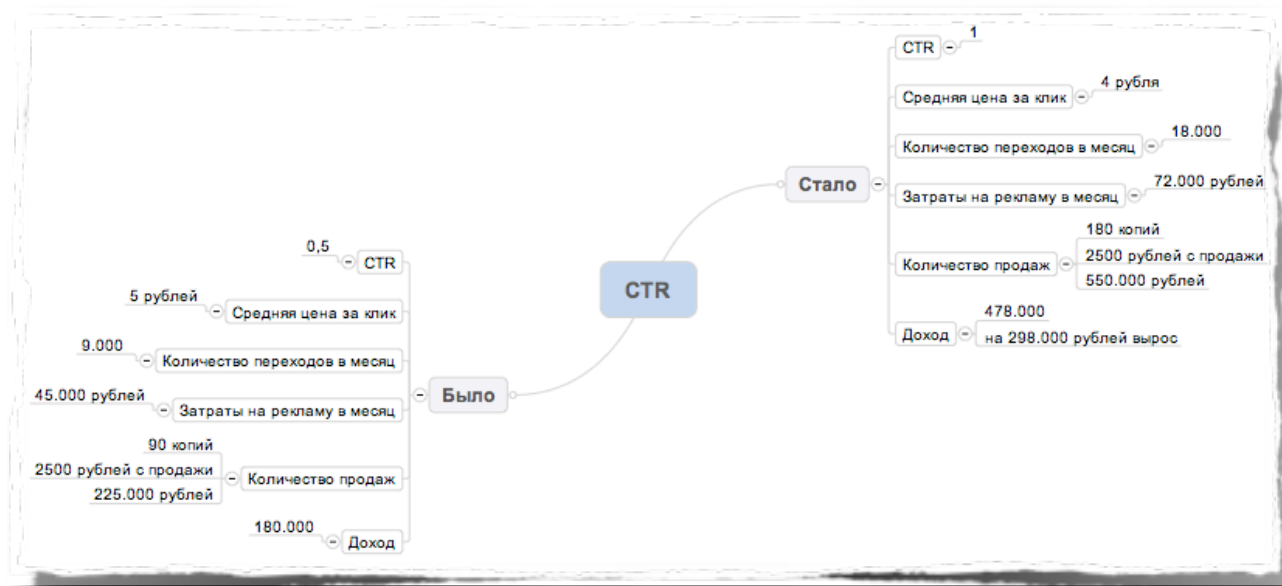 CTR
Было
CTR
0,5
Средняя цена за клик
5 рублей
Количество переходов в месяц
9.000
Затраты на рекламу в месяц
45.000 рублей
Количество продаж
90 копий
2500 рублей с продажи
225.000 рублей
Доход
180.000
Стало
CTR
1
Средняя цена за клик
4 рубля
Количество переходов в месяц
18.000
Затраты на рекламу в месяц
72.000 рублей
Количество продаж
180 копий
2500 рублей с продажи
550.000 рублей
Доход
478.000
на 298.000 рублей вырос